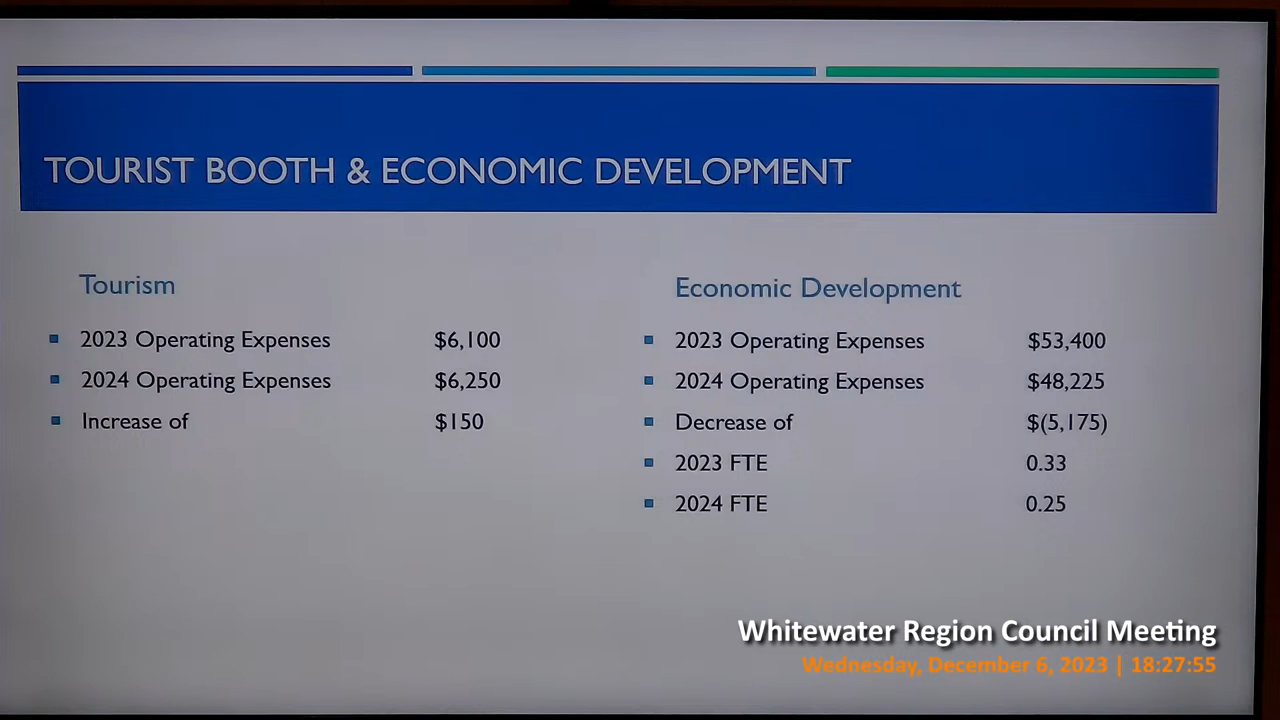 TOURIST BOOTH & ECONOMIC DEVELOPMENT
Tourism
2023 Operating Expenses $6,100
2024 Operating Expenses $6,250
Increase of $150
Economic Development
2023 Operating Expenses $53,400
2024 Operating Expenses $48,225
Decrease of $(5,175)
2023 FTE 0.33
2024 FTE 0.25
Whitewater Region Council Meeting
Wednesday, December 6, 2023 | 18:27:55